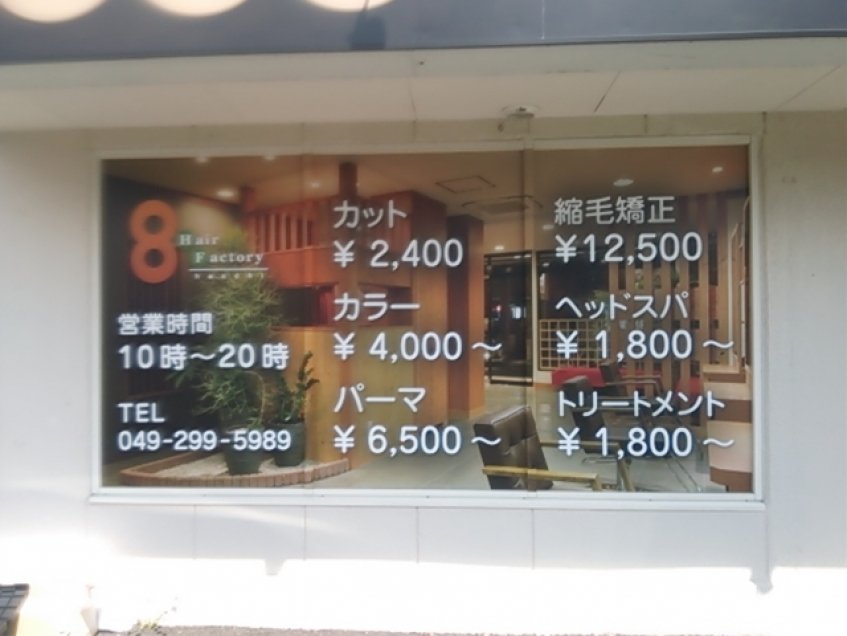 8
Hair
Factory
営業時間
10時～20時
TEL
049-299-5989
カット
¥ 2,400
カラー
¥ 4,000～
パーマ
¥ 6,500～
縮毛矯正
¥12,500
ヘッドスパ
¥ 1,800～
トリートメント
¥ 1,800～